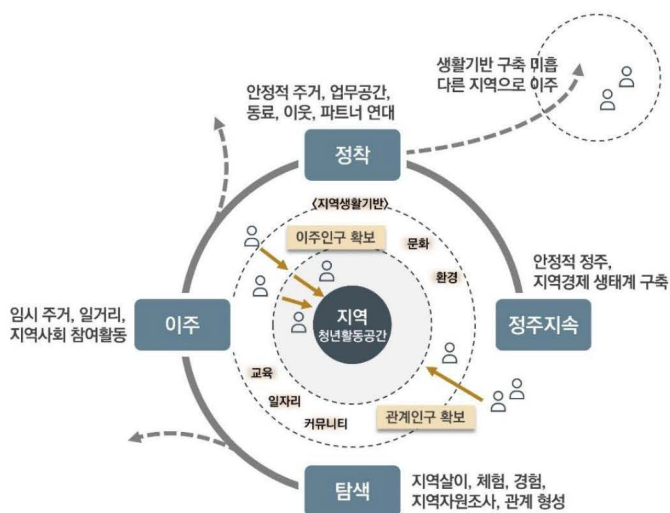 생활기반 구축 미흡
다른 지역으로 이주
안정적 주거, 업무공간,
동료, 이웃, 파트너 연대
정착
〈지역생활기반〉
이주인구 확보
문화
환경
안정적 정주,
지역경제 생태계 구축
임시 주거, 일거리,
지역사회 참여활동
이주
지역
청년활동공간
정주지속
교육
일자리
커뮤니티
관계인구 확보
탐색
지역살이, 체험, 경험,
지역자원조사, 관계 형성